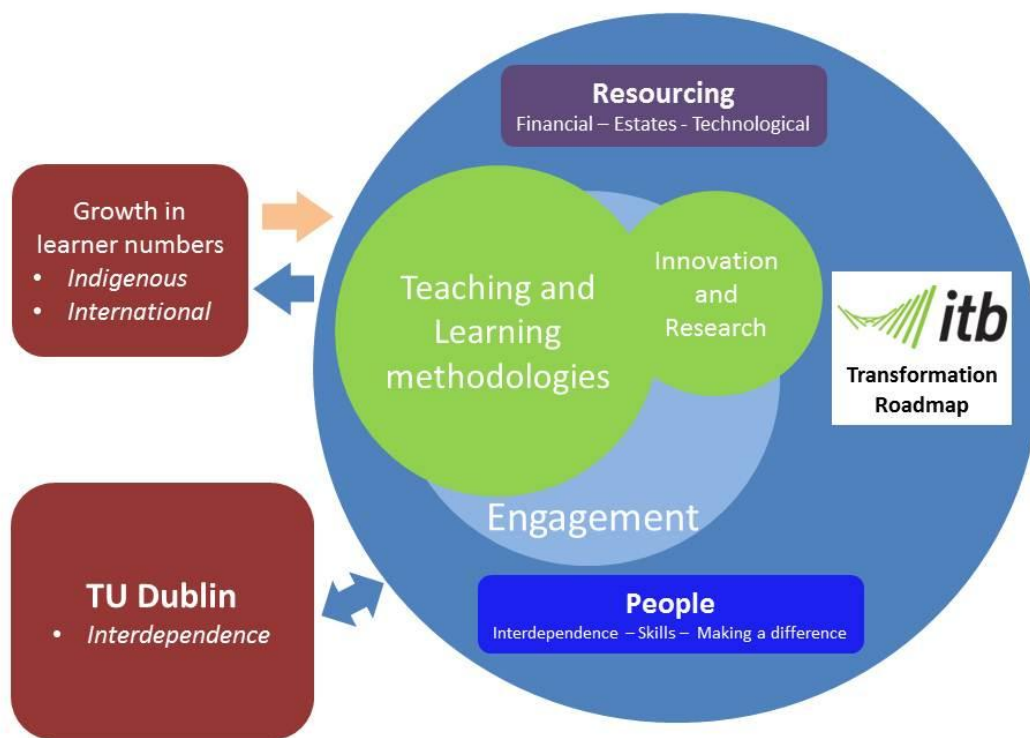 Resourcing
Financial – Estates - Technological
Growth in
learner numbers
• Indigenous
• International
Teaching and
Learning
methodologies
Innovation
and
Research
itb
Transformation
Roadmap
Engagement
TU Dublin
• Interdependence
People
Interdependence – Skills – Making a difference